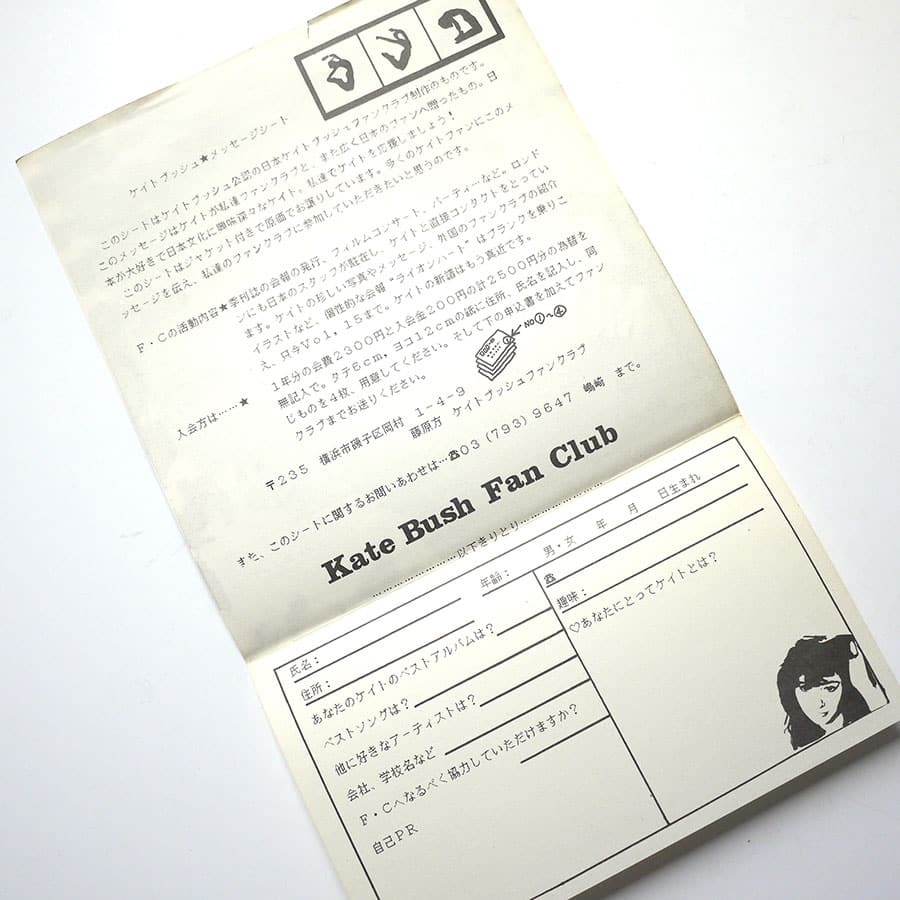 ケイトブッシュ★メッセージシート
このシートはケイトブッシュ公認の日本ケイトブッシュファンクラブ制作のものです。
このメッセージはケイトが私達ファンクラブと、また広く日本のファンへ贈ったもの。日
本が大好きで日本文化に興味深々なケイト。私達でケイトを応援しましょう!
このシートはジャケット付きで原価でお譲りしています。多くのケイトファンにこのメ
ッセージを伝え、私達のファンクラブに参加していただきたいと思うのです。
F・Cの活動内容★季刊誌の会報の発行、フィルムコンサート、パーティーなど。ロンド
ンにも日本のスタッフが駐在し、ケイトと直接コンタクトをとってい
ます。ケイトの珍しい写真やメッセージ、外国のファンクラブの紹介
イラストなど、個性的な会報“ライオンハート”はブランクを乗りこ
え、只今Vol.15まで。ケイトの新譜はもう真近です。
入会方は……★
1年分の会費2300円と入会金200円の計2500円分の為替を
無記入で。タテ8cm,ヨコ12cmの紙に住所、氏名を記入し、同
じものを4枚、用意してください。そして下の申込書を加えてファン
クラブまでお送りください。
NO①〜④
〒235 横浜市磯子区岡村 1-4-9
藤原方 ケイトブッシュファンクラブ
また、このシートに関するお問いあわせは…☎03(793)9647 嶋崎 まで。
Kate Bush Fan Club
……………………以下きりとり……………………
氏名:
年齢:
男・女 年 月 日生まれ
住所:
☎
あなたのケイトのベストアルバムは?
趣味:
ベストソングは?
♡あなたにとってケイトとは?
他に好きなアーティストは?
会社、学校名など
F・Cへなるべく協力していただけますか?
自己PR